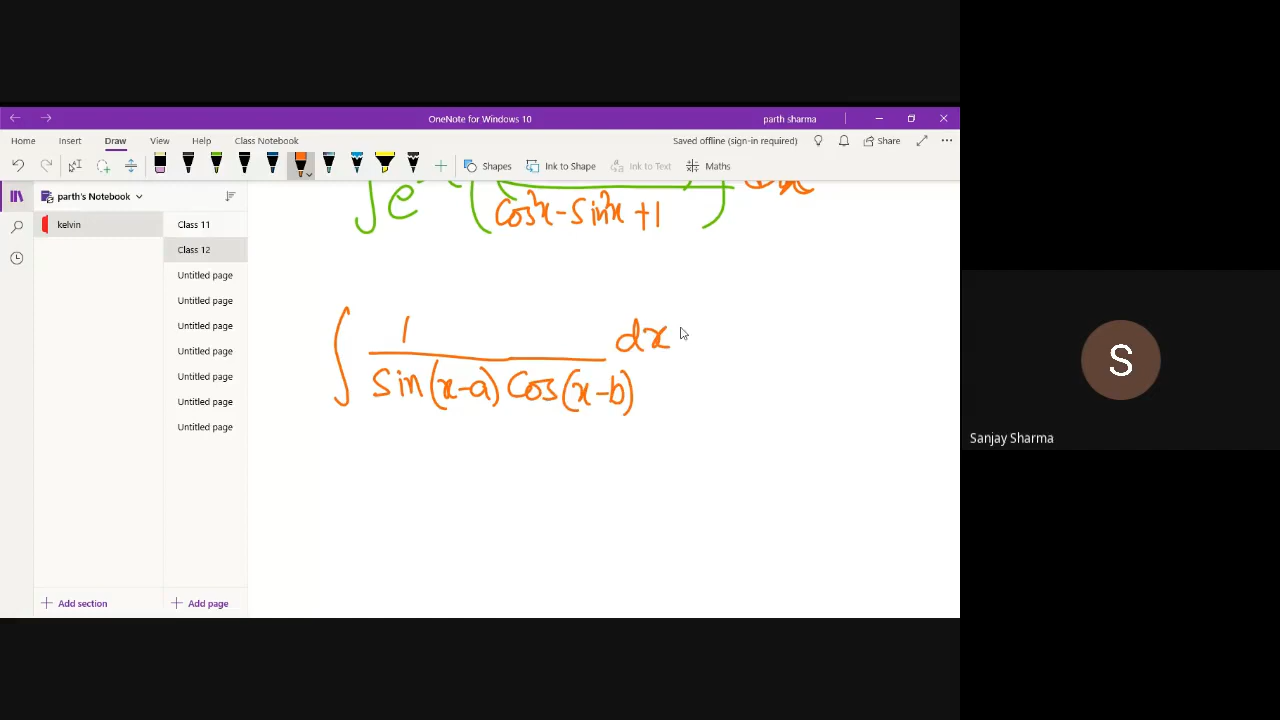 OneNote for Windows 10
parth sharma
Home Insert Draw View Help Class Notebook
Saved offline (sign-in required)
Share
Shapes
Ink to Shape
Ink to Text
Maths
parth's Notebook
kelvin
Class 11
Class 12
Untitled page
Untitled page
Untitled page
Untitled page
Untitled page
Untitled page
Untitled page
+ Add section
+ Add page
∫ e
cos²x - sin²x + 1
∫ 1 / (Sin(x-a) Cos(x-b)) dx
S
Sanjay Sharma